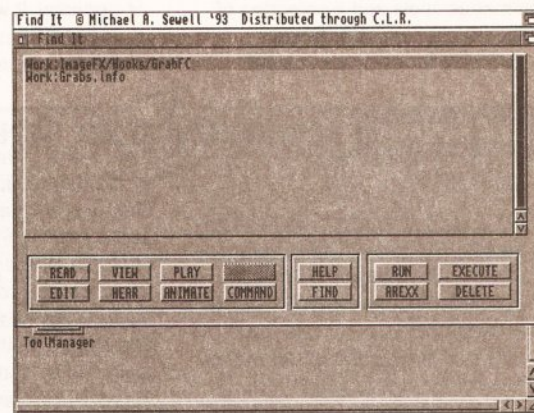 Find It © Michael A. Sewell '93 Distributed through C.L.R.
Find It
Work:ImageFX/Hooks/GrabFC
Work:Grabs.info
READ VIEW PLAY HELP RUN EXECUTE
EDIT HEAR ANIMATE COMMAND FIND AREXX DELETE
ToolManager